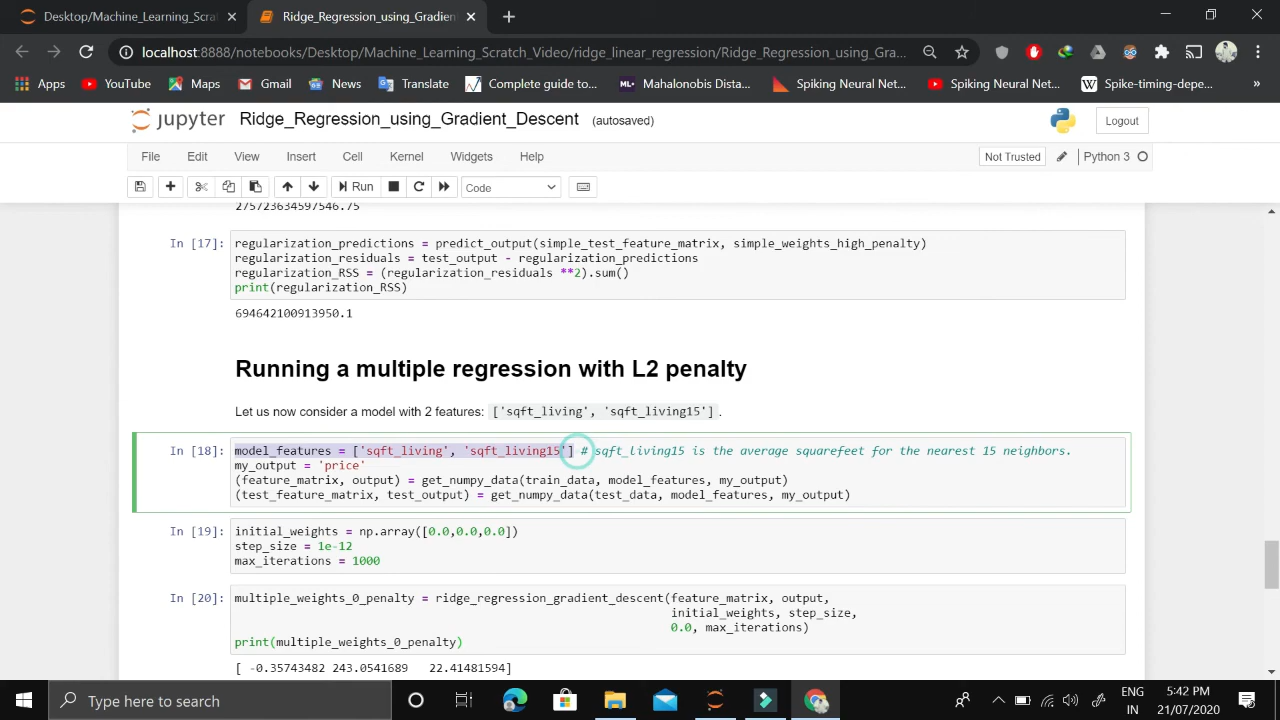 Desktop/Machine_Learning_Scrat
Ridge_Regression_using_Gradient
localhost:8888/notebooks/Desktop/Machine_Learning_Scratch_Video/ridge_linear_regression/Ridge_Regression_using_Gra...
Apps YouTube Maps Gmail News Translate Complete guide to... ML+ Mahalonobis Dista... Spiking Neural Net... Spiking Neural Net... W Spike-timing-depe... »
jupyter Ridge_Regression_using_Gradient_Descent (autosaved) Logout
File Edit View Insert Cell Kernel Widgets Help Not Trusted Python 3
Run Code
275723634597546.75
In [17]: regularization_predictions = predict_output(simple_test_feature_matrix, simple_weights_high_penalty)
regularization_residuals = test_output - regularization_predictions
regularization_RSS = (regularization_residuals **2).sum()
print(regularization_RSS)
694642100913950.1
Running a multiple regression with L2 penalty
Let us now consider a model with 2 features: ['sqft_living', 'sqft_living15'].
In [18]: model_features = ['sqft_living', 'sqft_living15'] # sqft_living15 is the average squarefeet for the nearest 15 neighbors.
my_output = 'price'
(feature_matrix, output) = get_numpy_data(train_data, model_features, my_output)
(test_feature_matrix, test_output) = get_numpy_data(test_data, model_features, my_output)
In [19]: initial_weights = np.array([0.0,0.0,0.0])
step_size = 1e-12
max_iterations = 1000
In [20]: multiple_weights_0_penalty = ridge_regression_gradient_descent(feature_matrix, output,
initial_weights, step_size,
0.0, max_iterations)
print(multiple_weights_0_penalty)
[ -0.35743482 243.0541689 22.41481594]
Type here to search
ENG
IN
5:42 PM
21/07/2020